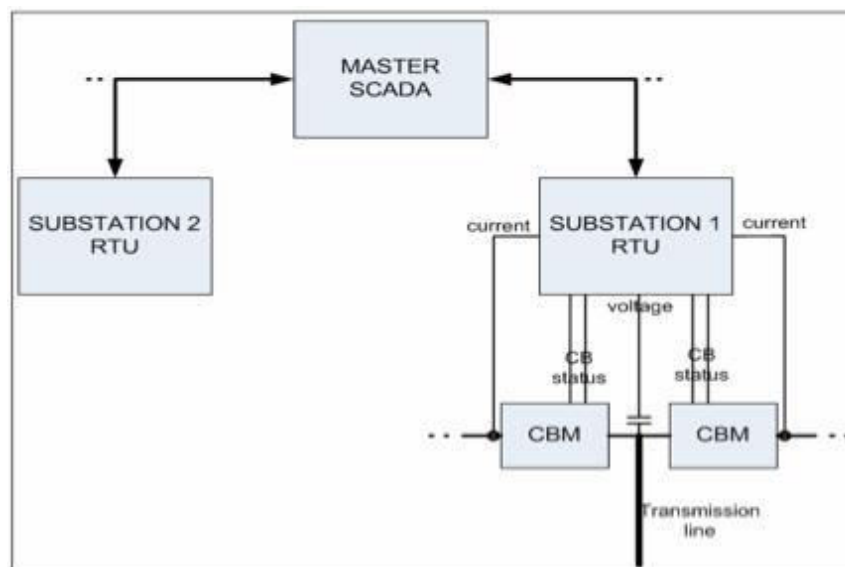 MASTER
SCADA
SUBSTATION 2
RTU
current
SUBSTATION 1
RTU
current
voltage
CB
status
CB
status
CBM
CBM
Transmission
line